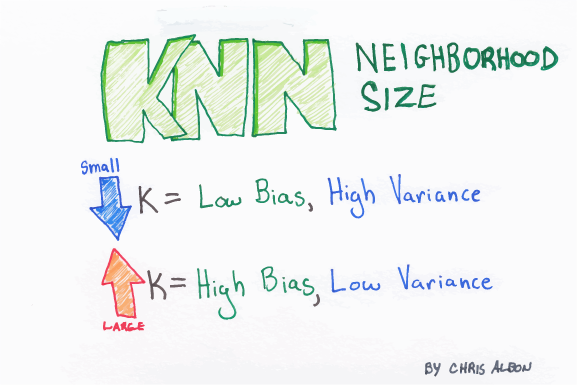 KNN NEIGHBORHOOD
SIZE
Small
K = Low Bias, High Variance
K = High Bias, Low Variance
LARGE
BY CHRIS ALBON